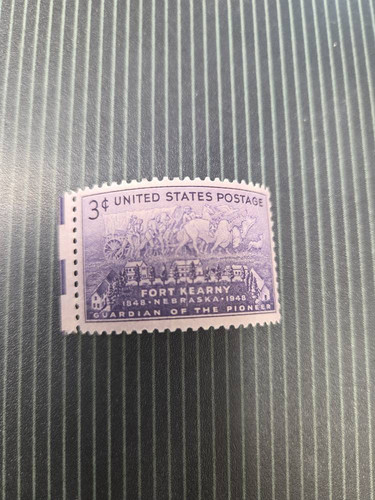 3¢ UNITED STATES POSTAGE
FORT KEARNY
1848 • NEBRASKA • 1948
GUARDIAN OF THE PIONEER